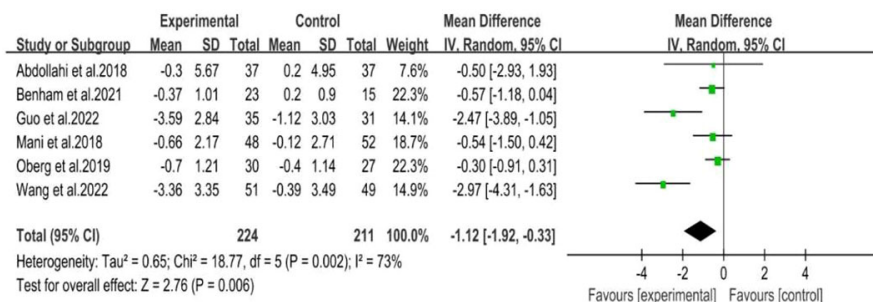 Experimental Control Mean Difference Mean Difference
Study or Subgroup Mean SD Total Mean SD Total Weight IV, Random, 95% CI IV, Random, 95% CI
Abdollahi et al.2018 -0.3 5.67 37 0.2 4.95 37 7.6% -0.50 [-2.93, 1.93]
Benham et al.2021 -0.37 1.01 23 0.2 0.9 15 22.3% -0.57 [-1.18, 0.04]
Guo et al.2022 -3.59 2.84 35 -1.12 3.03 31 14.1% -2.47 [-3.89, -1.05]
Mani et al.2018 -0.66 2.17 48 -0.12 2.71 52 18.7% -0.54 [-1.50, 0.42]
Oberg et al.2019 -0.7 1.21 30 -0.4 1.14 27 22.3% -0.30 [-0.91, 0.31]
Wang et al.2022 -3.36 3.35 51 -0.39 3.49 49 14.9% -2.97 [-4.31, -1.63]
Total (95% CI) 224 211 100.0% -1.12 [-1.92, -0.33]
Heterogeneity: Tau² = 0.65; Chi² = 18.77, df = 5 (P = 0.002); I² = 73%
Test for overall effect: Z = 2.76 (P = 0.006)
-4 -2 0 2 4
Favours [experimental] Favours [control]